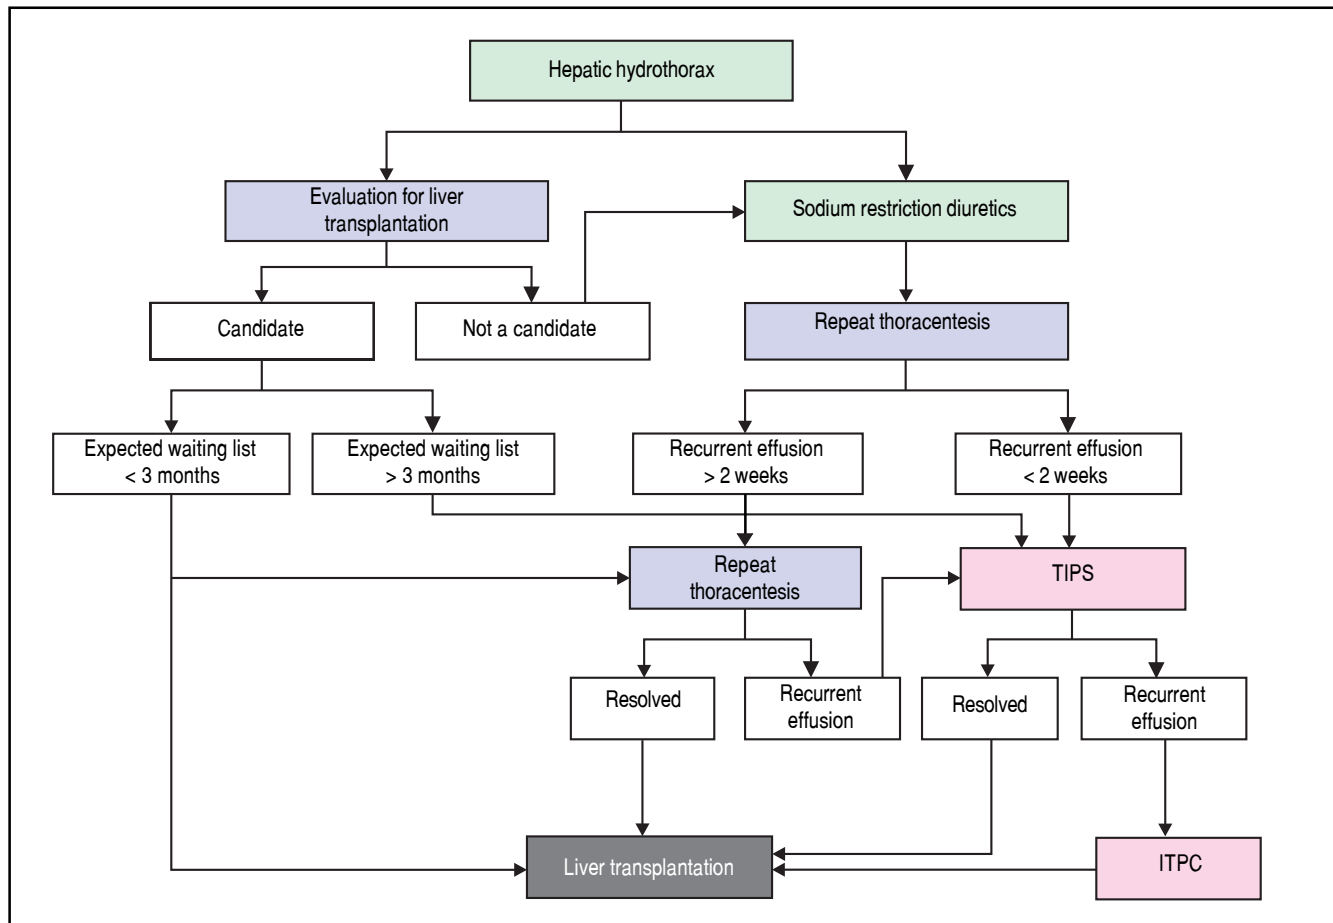 Hepatic hydrothorax
Evaluation for liver
transplantation
Sodium restriction diuretics
Candidate
Not a candidate
Repeat thoracentesis
Expected waiting list
< 3 months
Expected waiting list
> 3 months
Recurrent effusion
> 2 weeks
Recurrent effusion
< 2 weeks
Repeat
thoracentesis
TIPS
Resolved
Recurrent
effusion
Resolved
Recurrent
effusion
Liver transplantation
ITPC